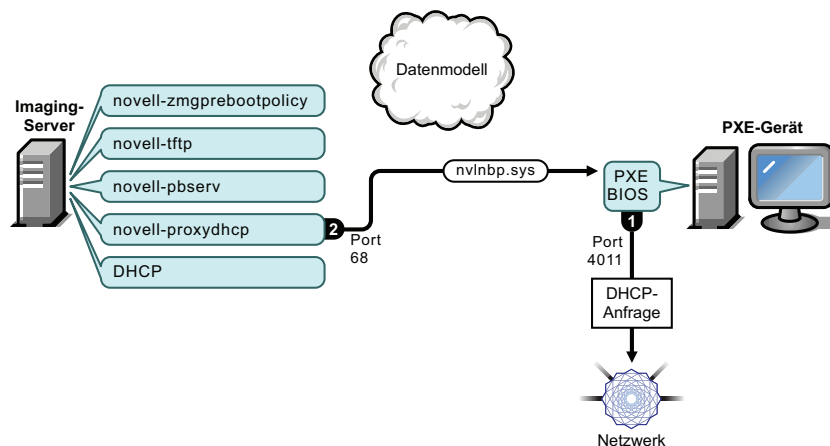 Datenmodell
Imaging-
Server
novell-zmgprebootpolicy
novell-tftp
novell-pbserv
novell-proxydhcp
DHCP
2
Port
68
nvlnbp.sys
PXE
BIOS
1
PXE-Gerät
Port
4011
DHCP-
Anfrage
Netzwerk